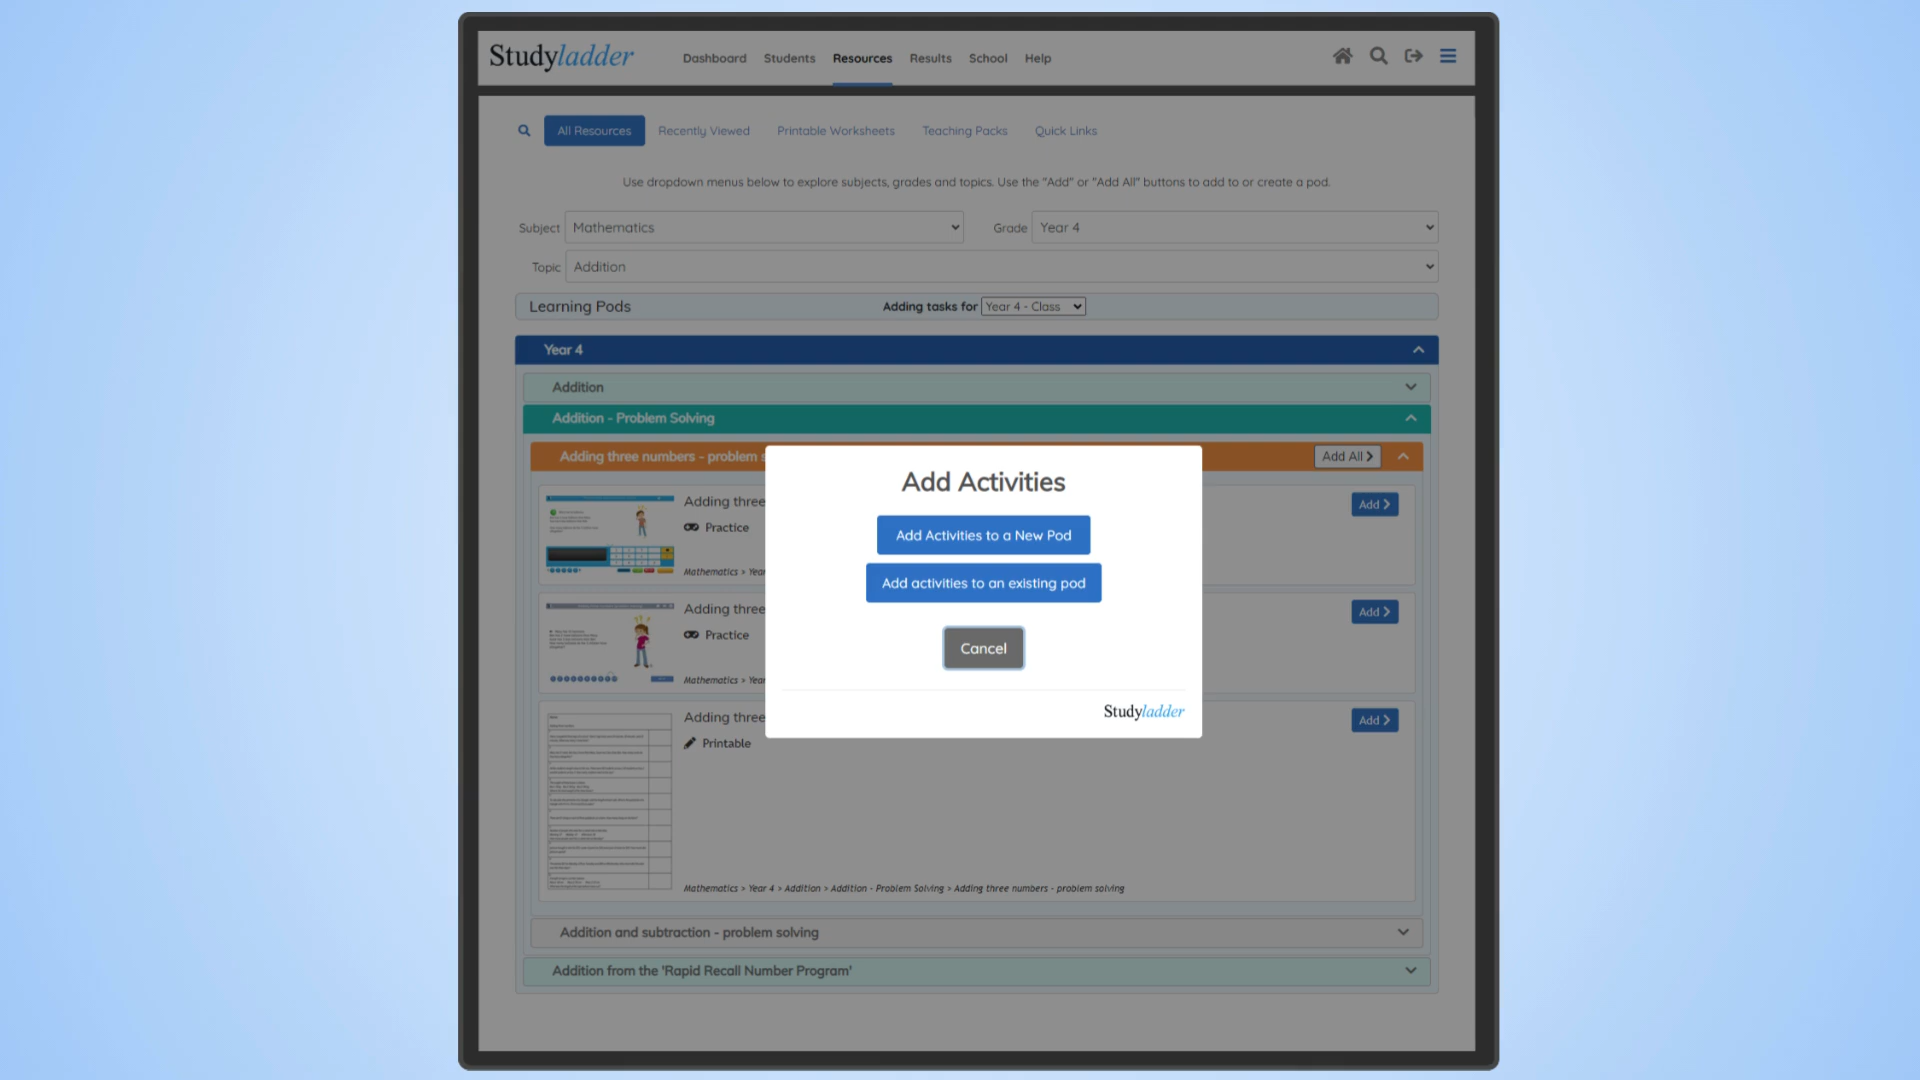 Studyladder
Dashboard Students Resources Results School Help
All Resources Recently Viewed Printable Worksheets Teaching Packs Quick Links
Use dropdown menus below to explore subjects, grades and topics. Use the "Add" or "Add All" buttons to add to or create a pod.
Subject Mathematics Grade Year 4
Topic Addition
Learning Pods Adding tasks for Year 4 - Class
Year 4
Addition
Addition - Problem Solving
Adding three numbers - problem s
Add All
Adding three
Add
Practice
Mathematics > Year
Adding three
Add
Practice
Mathematics > Year
Adding three
Add
Printable
Mathematics > Year 4 > Addition > Addition - Problem Solving > Adding three numbers - problem solving
Addition and subtraction - problem solving
Addition from the 'Rapid Recall Number Program'
Add Activities
Add Activities to a New Pod
Add activities to an existing pod
Cancel
Studyladder